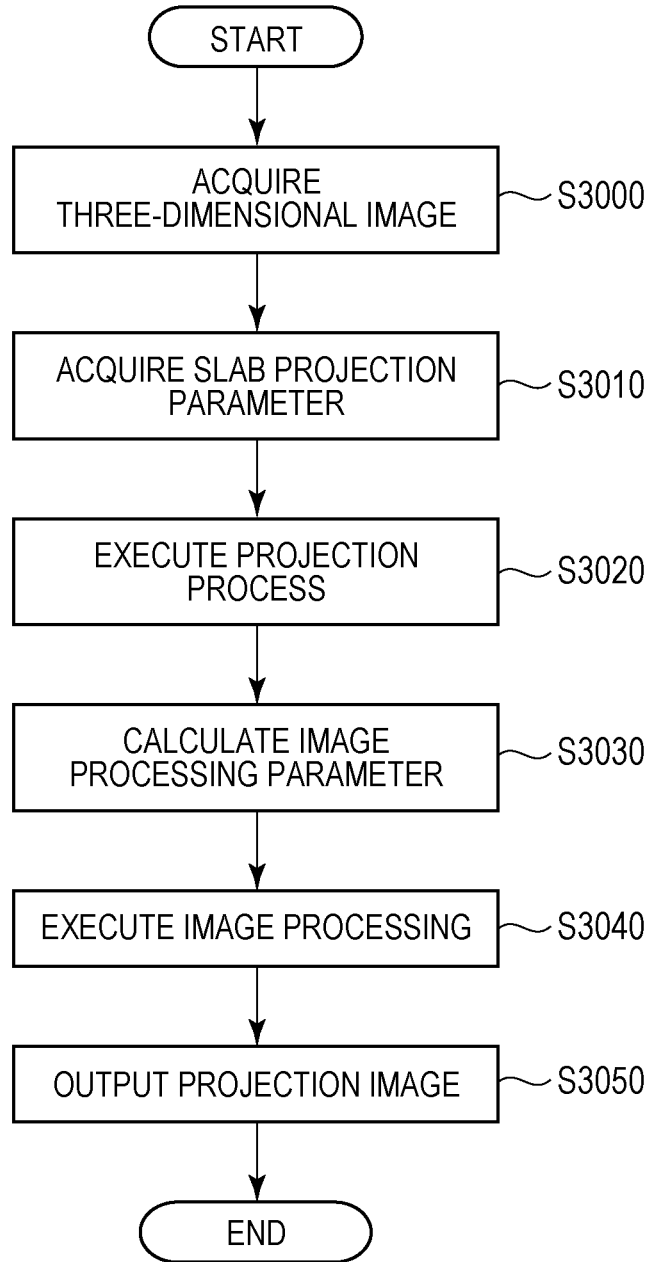 START
ACQUIRE
THREE-DIMENSIONAL IMAGE
S3000
ACQUIRE SLAB PROJECTION
PARAMETER
S3010
EXECUTE PROJECTION
PROCESS
S3020
CALCULATE IMAGE
PROCESSING PARAMETER
S3030
EXECUTE IMAGE PROCESSING
S3040
OUTPUT PROJECTION IMAGE
S3050
END